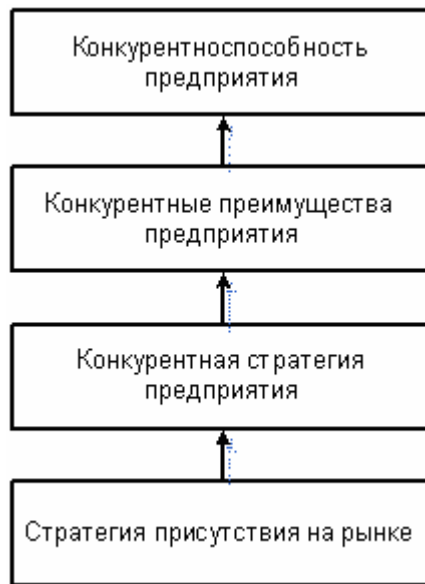 Конкурентноспособность
предприятия
Конкурентные преимущества
предприятия
Конкурентная стратегия
предприятия
Стратегия присутствия на рынке